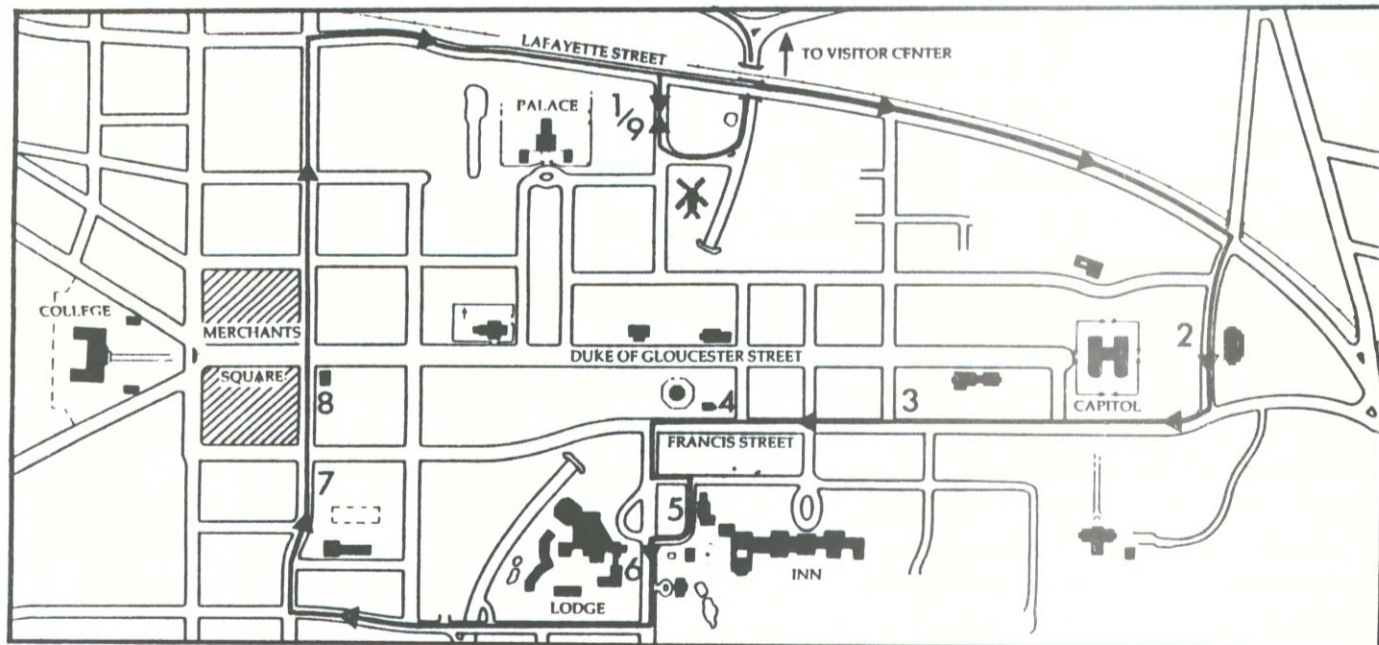 LAFAYETTE STREET
TO VISITOR CENTER
PALACE
1/9
COLLEGE
MERCHANTS
SQUARE
DUKE OF GLOUCESTER STREET
2
CAPITOL
8
4
3
FRANCIS STREET
7
5
6
INN
LODGE